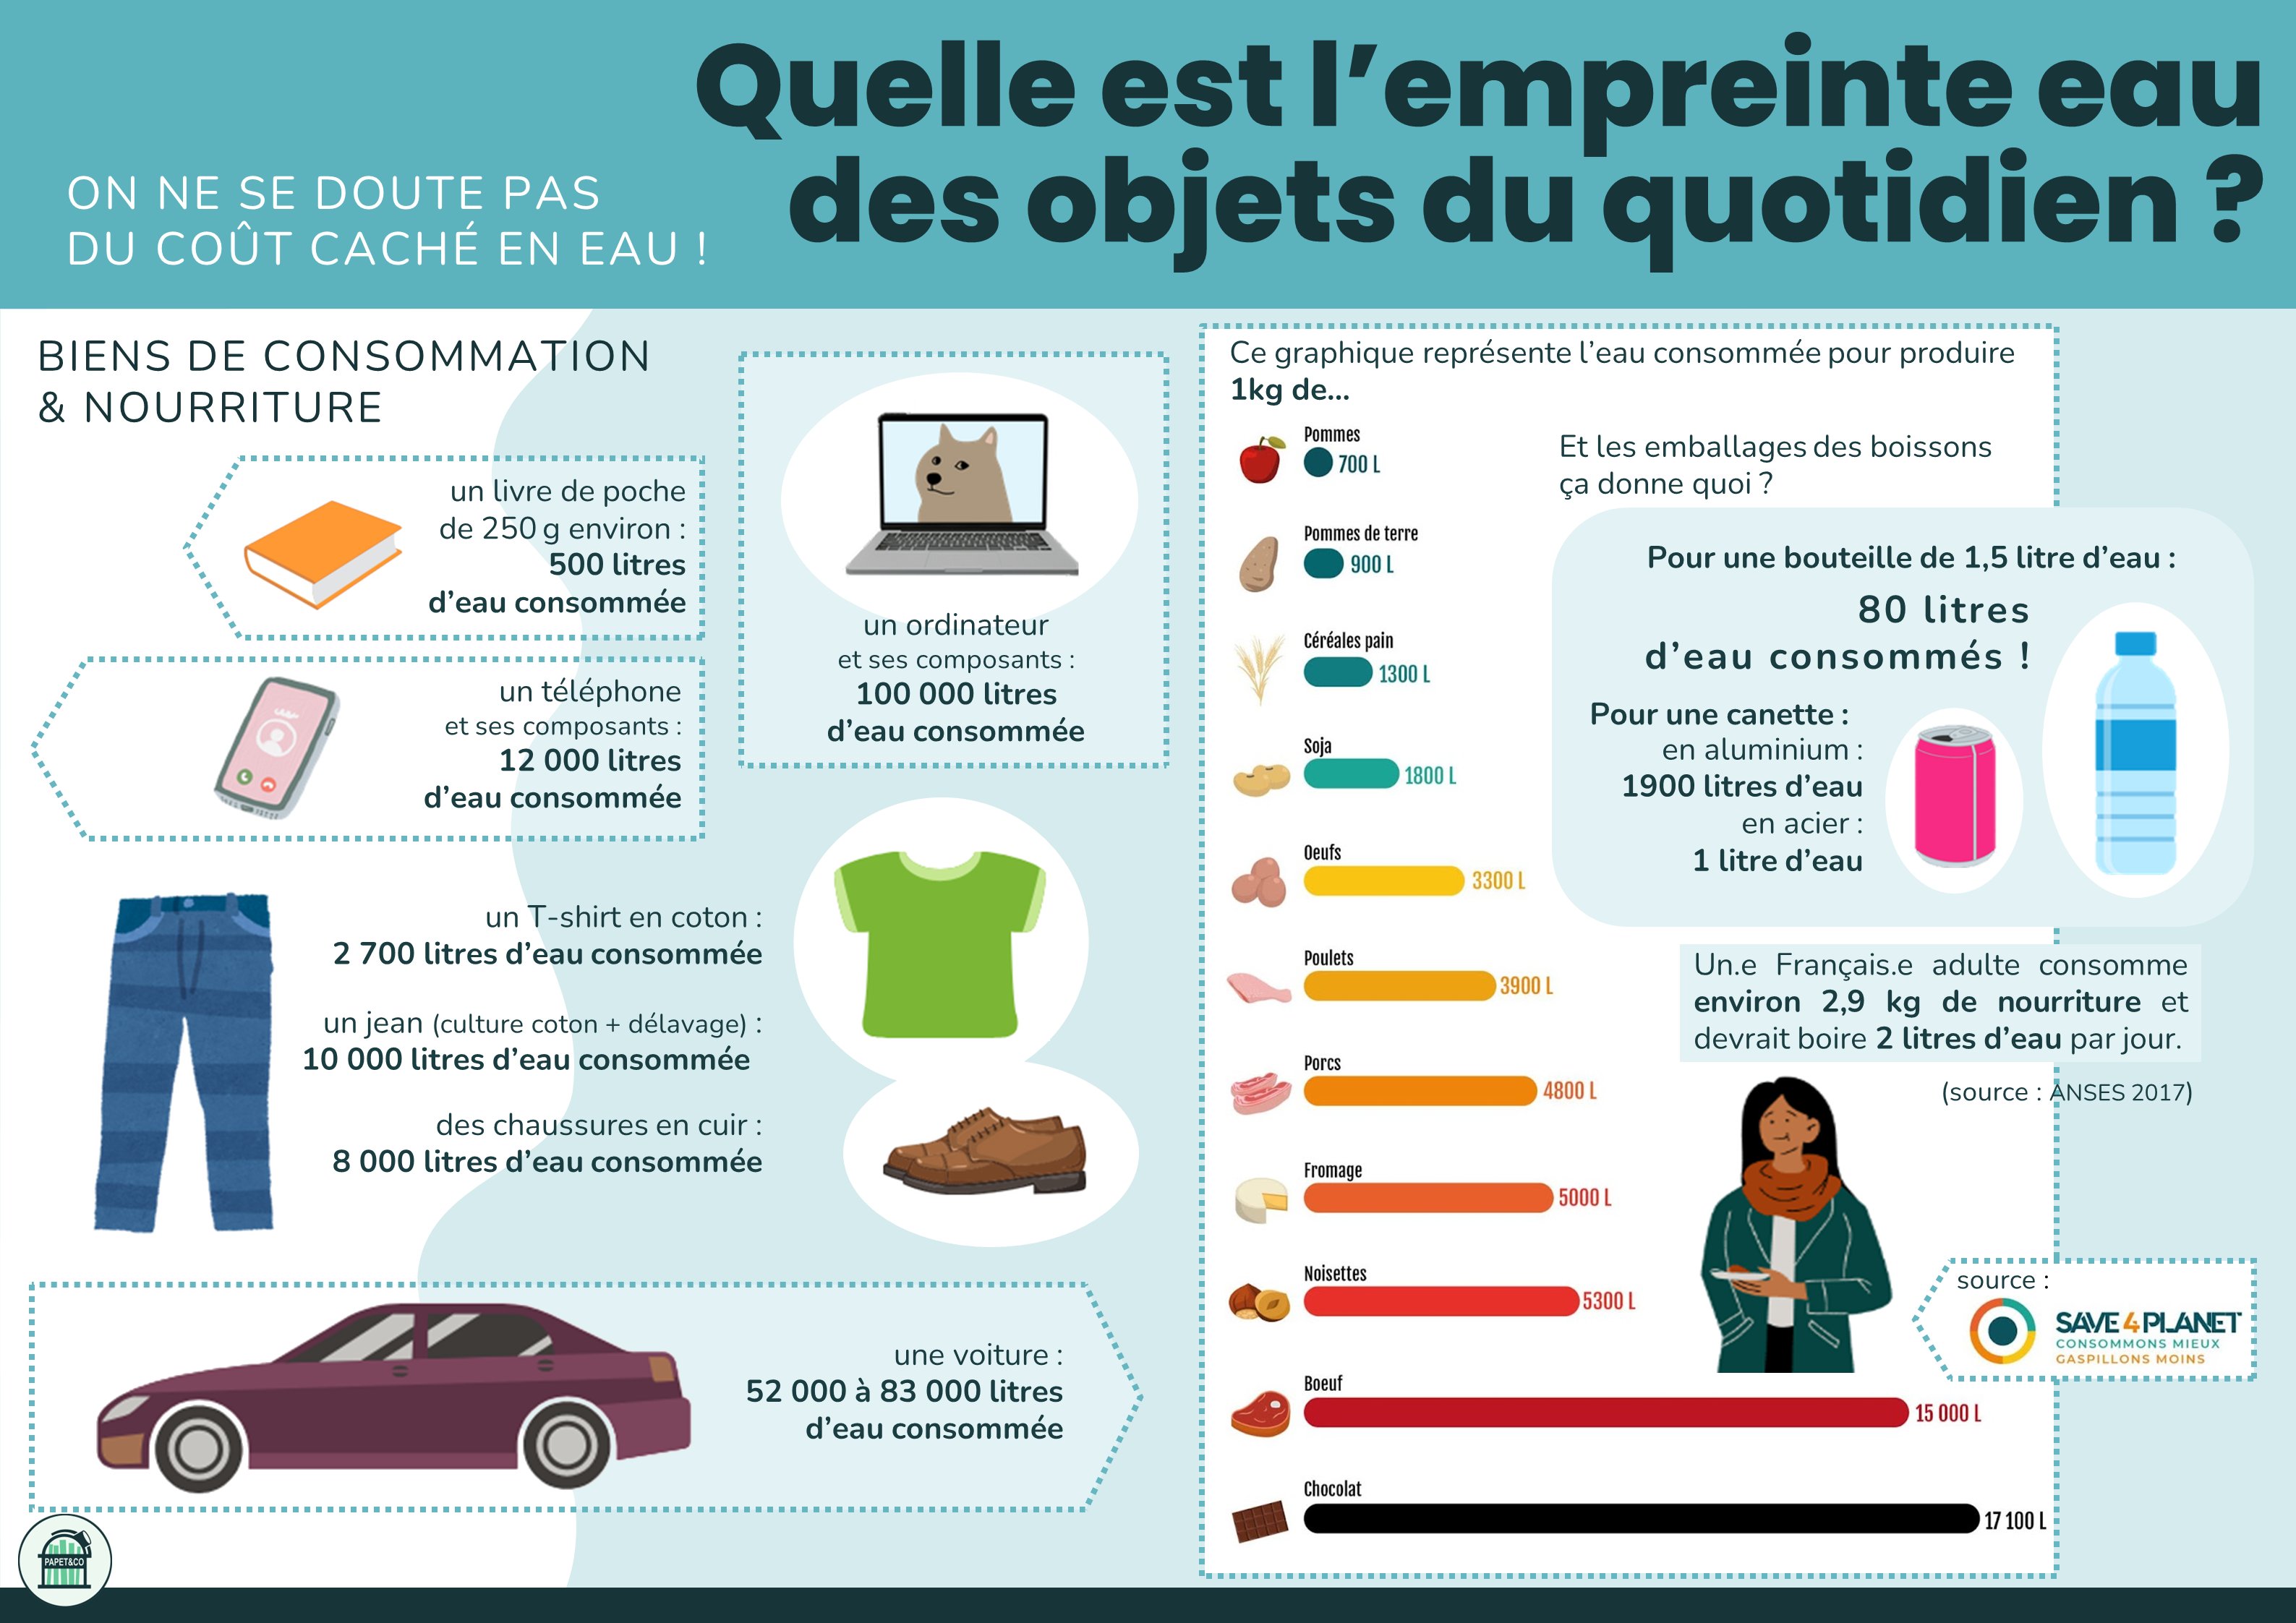 Quelle est l’empreinte eau
des objets du quotidien ?
ON NE SE DOUTE PAS
DU COÛT CACHÉ EN EAU !
BIENS DE CONSOMMATION
& NOURRITURE
un livre de poche
de 250 g environ :
500 litres
d’eau consommée
un téléphone
et ses composants :
12 000 litres
d’eau consommée
un ordinateur
et ses composants :
100 000 litres
d’eau consommée
un T-shirt en coton :
2 700 litres d’eau consommée
un jean (culture coton + délavage) :
10 000 litres d’eau consommée
des chaussures en cuir :
8 000 litres d’eau consommée
une voiture :
52 000 à 83 000 litres
d’eau consommée
PAPET&CO
Ce graphique représente l’eau consommée pour produire
1kg de...
Pommes
700 L
Pommes de terre
900 L
Céréales pain
1300 L
Soja
1800 L
Oeufs
3300 L
Poulets
3900 L
Porcs
4800 L
Fromage
5000 L
Noisettes
5300 L
Boeuf
15 000 L
Chocolat
17 100 L
Et les emballages des boissons
ça donne quoi ?
Pour une bouteille de 1,5 litre d’eau :
80 litres
d’eau consommés !
Pour une canette :
en aluminium :
1900 litres d’eau
en acier :
1 litre d’eau
Un.e Français.e adulte consomme
environ 2,9 kg de nourriture et
devrait boire 2 litres d’eau par jour.
(source : ANSES 2017)
source :
SAVE 4 PLANET
CONSOMMONS MIEUX
GASPILLONS MOINS